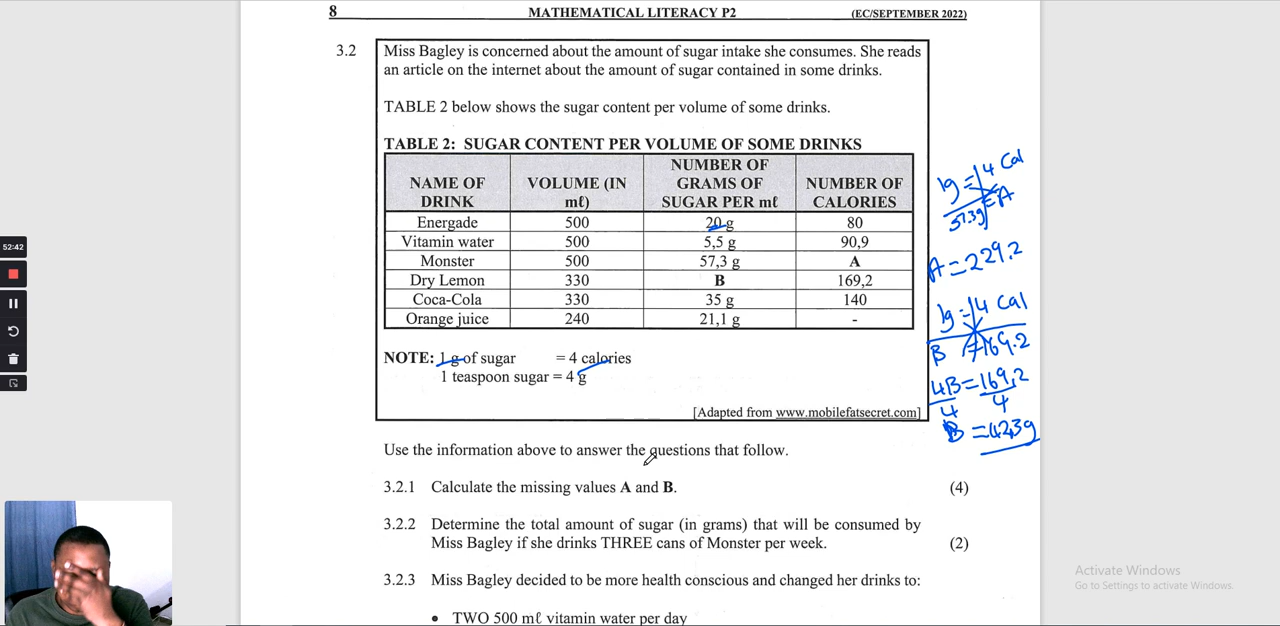 8 MATHEMATICAL LITERACY P2 (EC/SEPTEMBER 2022)
3.2 Miss Bagley is concerned about the amount of sugar intake she consumes. She reads
an article on the internet about the amount of sugar contained in some drinks.
TABLE 2 below shows the sugar content per volume of some drinks.
TABLE 2: SUGAR CONTENT PER VOLUME OF SOME DRINKS
NAME OF DRINK VOLUME (IN mℓ) NUMBER OF GRAMS OF SUGAR PER mℓ NUMBER OF CALORIES
Energade 500 20 g 80
Vitamin water 500 5,5 g 90,9
Monster 500 57,3 g A
Dry Lemon 330 B 169,2
Coca-Cola 330 35 g 140
Orange juice 240 21,1 g -
NOTE: 1 g of sugar = 4 calories
1 teaspoon sugar = 4 g
[Adapted from www.mobilefatsecret.com]
1g = 4 Cal
57.3g = A
A = 229.2
1g = 4 Cal
B 169.2
4B = 169,2
4 4
B = 42,3g
Use the information above to answer the questions that follow.
3.2.1 Calculate the missing values A and B. (4)
3.2.2 Determine the total amount of sugar (in grams) that will be consumed by
Miss Bagley if she drinks THREE cans of Monster per week. (2)
3.2.3 Miss Bagley decided to be more health conscious and changed her drinks to:
• TWO 500 mℓ vitamin water per day
52:42
Activate Windows
Go to Settings to activate Windows.